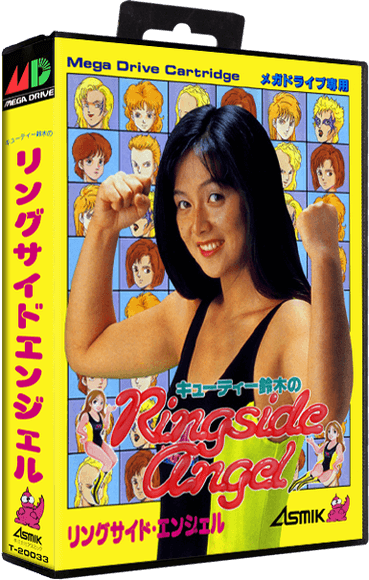 MD
MEGA DRIVE
キューティー鈴木の
リングサイドエンジェル
ASMIK
T-20033
Mega Drive Cartridge
メガドライブ専用
キューティー鈴木の
Ringside
Angel
リングサイド・エンジェル
ASMIK